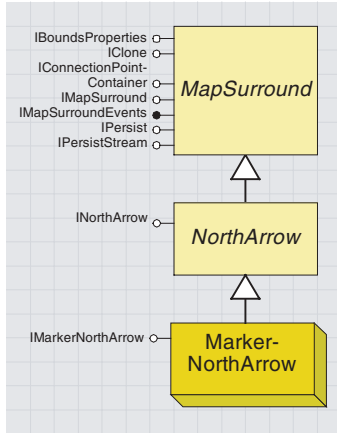 IBoundsProperties
IClone
IConnectionPoint-
Container
IMapSurround
IMapSurroundEvents
IPersist
IPersistStream
MapSurround
INorthArrow
NorthArrow
IMarkerNorthArrow
Marker-
NorthArrow